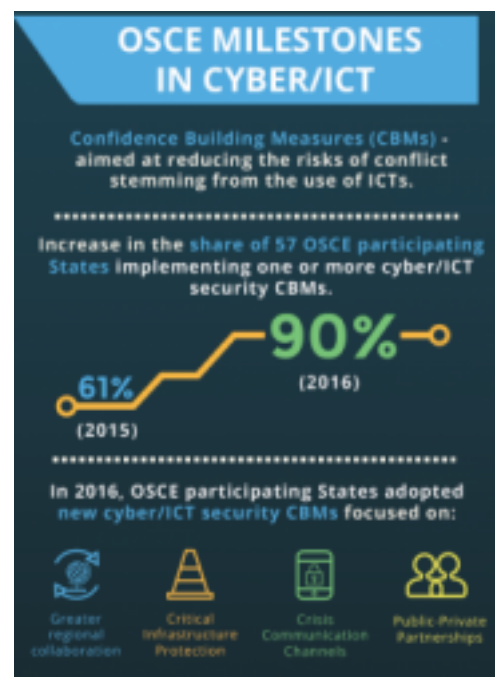 OSCE MILESTONES
IN CYBER/ICT
Confidence Building Measures (CBMs) -
aimed at reducing the risks of conflict
stemming from the use of ICTs.
Increase in the share of 57 OSCE participating
States implementing one or more cyber/ICT
security CBMs.
90%
61%
(2016)
(2015)
In 2016, OSCE participating States adopted
new cyber/ICT security CBMs focused on:
Greater
regional
collaboration
Critical
Infrastructure
Protection
Crisis
Communication
Channels
Public-Private
Partnerships